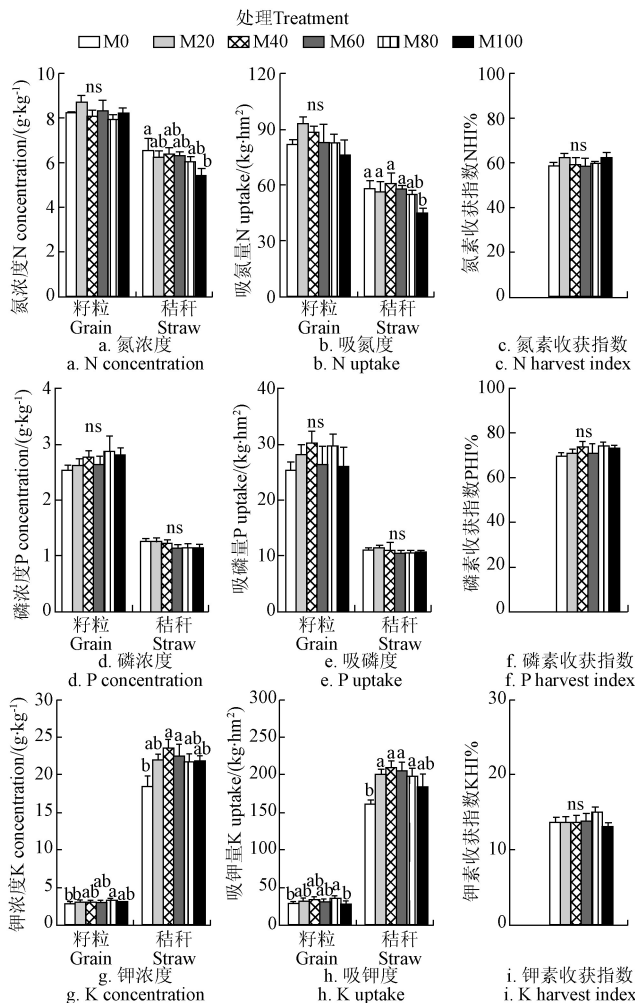 处理Treatment
M0 M20 M40 M60 M80 M100
氮浓度N concentration/(g·kg⁻¹)
10
8
6
4
2
0
ns
a ab ab ab ab b
籽粒 秸秆
Grain Straw
a. 氮浓度
a. N concentration
吸氮量N uptake/(kg·hm²)
120
90
60
30
0
ns
a a a a ab b
籽粒 秸秆
Grain Straw
b. 吸氮度
b. N uptake
氮素收获指数NHI%
100
80
60
40
20
0
ns
c. 氮素收获指数
c. N harvest index
磷浓度P concentration/(g·kg⁻¹)
4
3
2
1
0
ns
ns
籽粒 秸秆
Grain Straw
d. 磷浓度
d. P concentration
吸磷量P uptake/(kg·hm²)
40
30
20
10
0
ns
ns
籽粒 秸秆
Grain Straw
e. 吸磷度
e. P uptake
磷素收获指数PHI%
100
80
60
40
20
0
ns
f. 磷素收获指数
f. P harvest index
钾浓度K concentration/(g·kg⁻¹)
30
25
20
15
10
5
0
b b ab ab a ab
b ab a a ab ab
籽粒 秸秆
Grain Straw
g. 钾浓度
g. K concentration
吸钾量K uptake/(kg·hm²)
300
250
200
150
100
50
0
b ab ab ab a b
b a a a a ab
籽粒 秸秆
Grain Straw
h. 吸钾度
h. K uptake
钾素收获指数KHI%
30
20
10
0
ns
i. 钾素收获指数
i. K harvest index